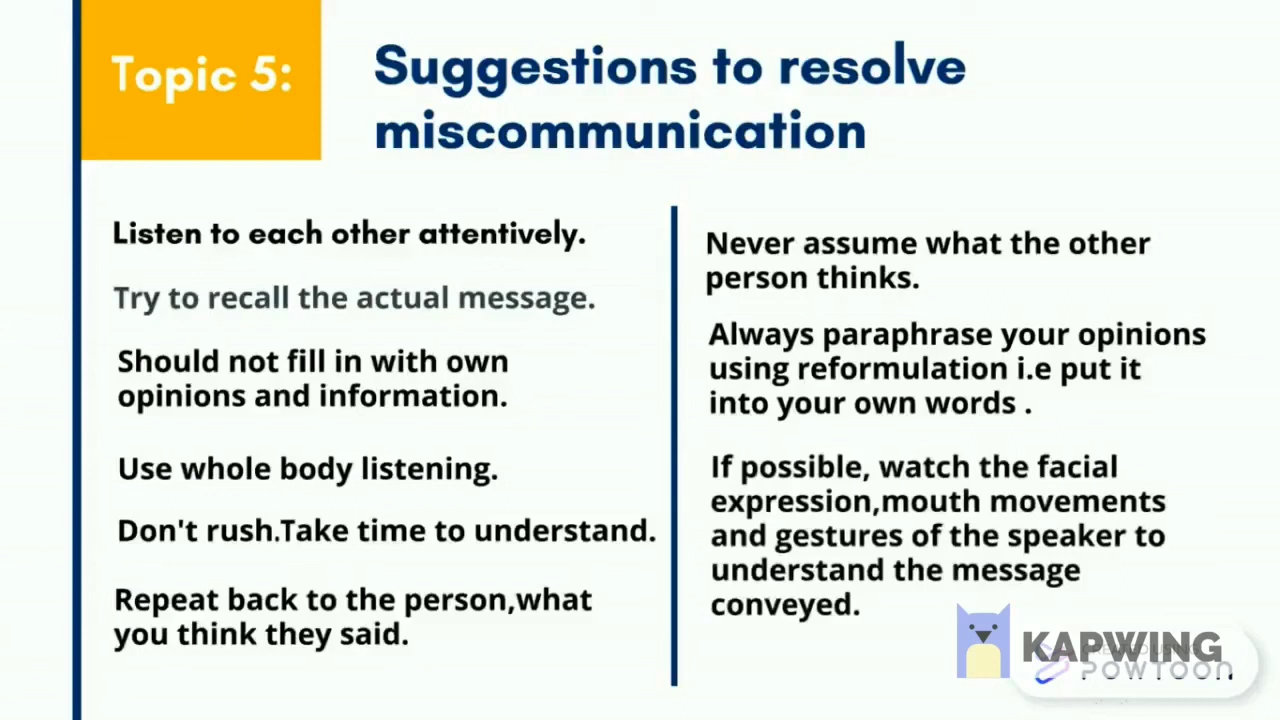 Topic 5:
Suggestions to resolve
miscommunication
Listen to each other attentively.
Try to recall the actual message.
Should not fill in with own
opinions and information.
Use whole body listening.
Don't rush.Take time to understand.
Repeat back to the person,what
you think they said.
Never assume what the other
person thinks.
Always paraphrase your opinions
using reformulation i.e put it
into your own words .
If possible, watch the facial
expression,mouth movements
and gestures of the speaker to
understand the message
conveyed.
KAPWING
POWTOON